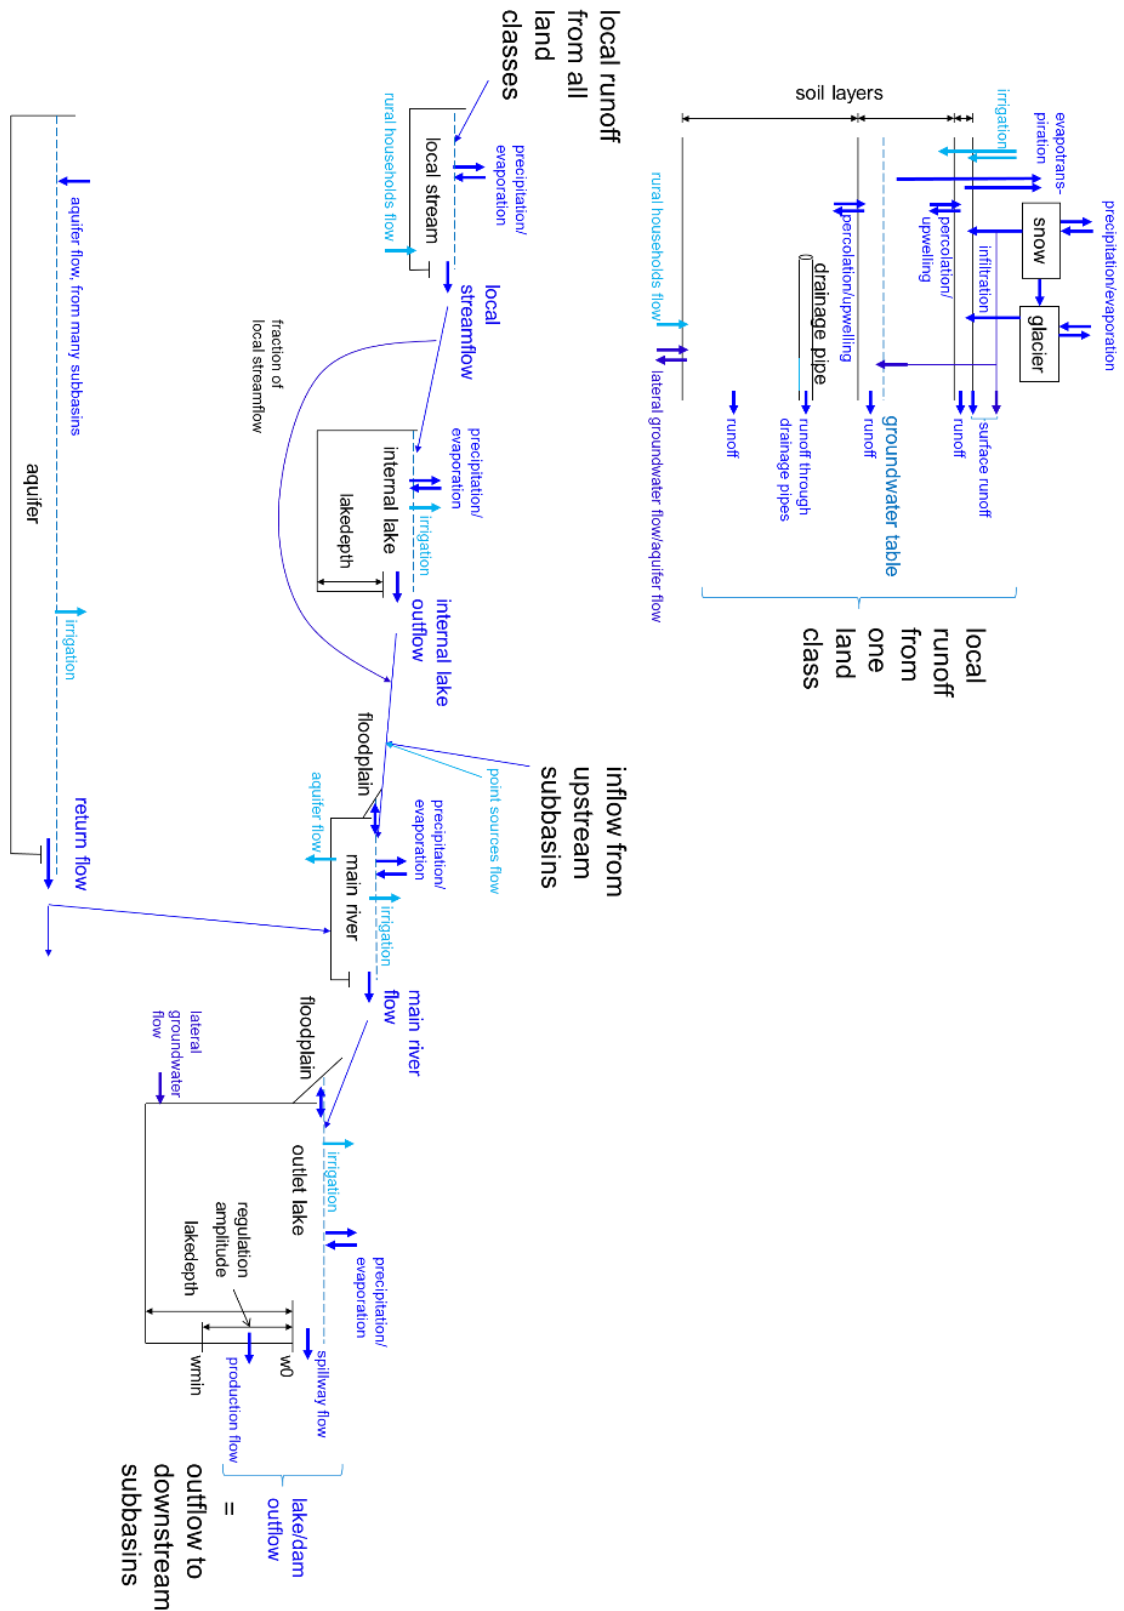 precipitation/evaporation
evapotrans-
piration
irrigation
snow
glacier
infiltration
percolation/
upwelling
percolation/upwelling
soil layers
drainage pipe
rural households flow
lateral groundwater flow/aquifer flow
surface runoff
runoff
groundwater table
runoff
runoff through
drainage pipes
runoff
local
runoff
from
one
land
class
local runoff
from all
land
classes
precipitation/
evaporation
local stream
rural households flow
local
streamflow
fraction of
local streamflow
precipitation/
evaporation
irrigation
internal lake
lakedepth
internal lake
outflow
inflow from
upstream
subbasins
point sources flow
floodplain
precipitation/
evaporation
irrigation
main river
aquifer flow
main river
flow
floodplain
lateral
groundwater
flow
irrigation
precipitation/
evaporation
outlet lake
regulation
amplitude
lakedepth
w0
wmin
spillway flow
production flow
lake/dam
outflow
=
outflow to
downstream
subbasins
aquifer flow, from many subbasins
aquifer
irrigation
return flow